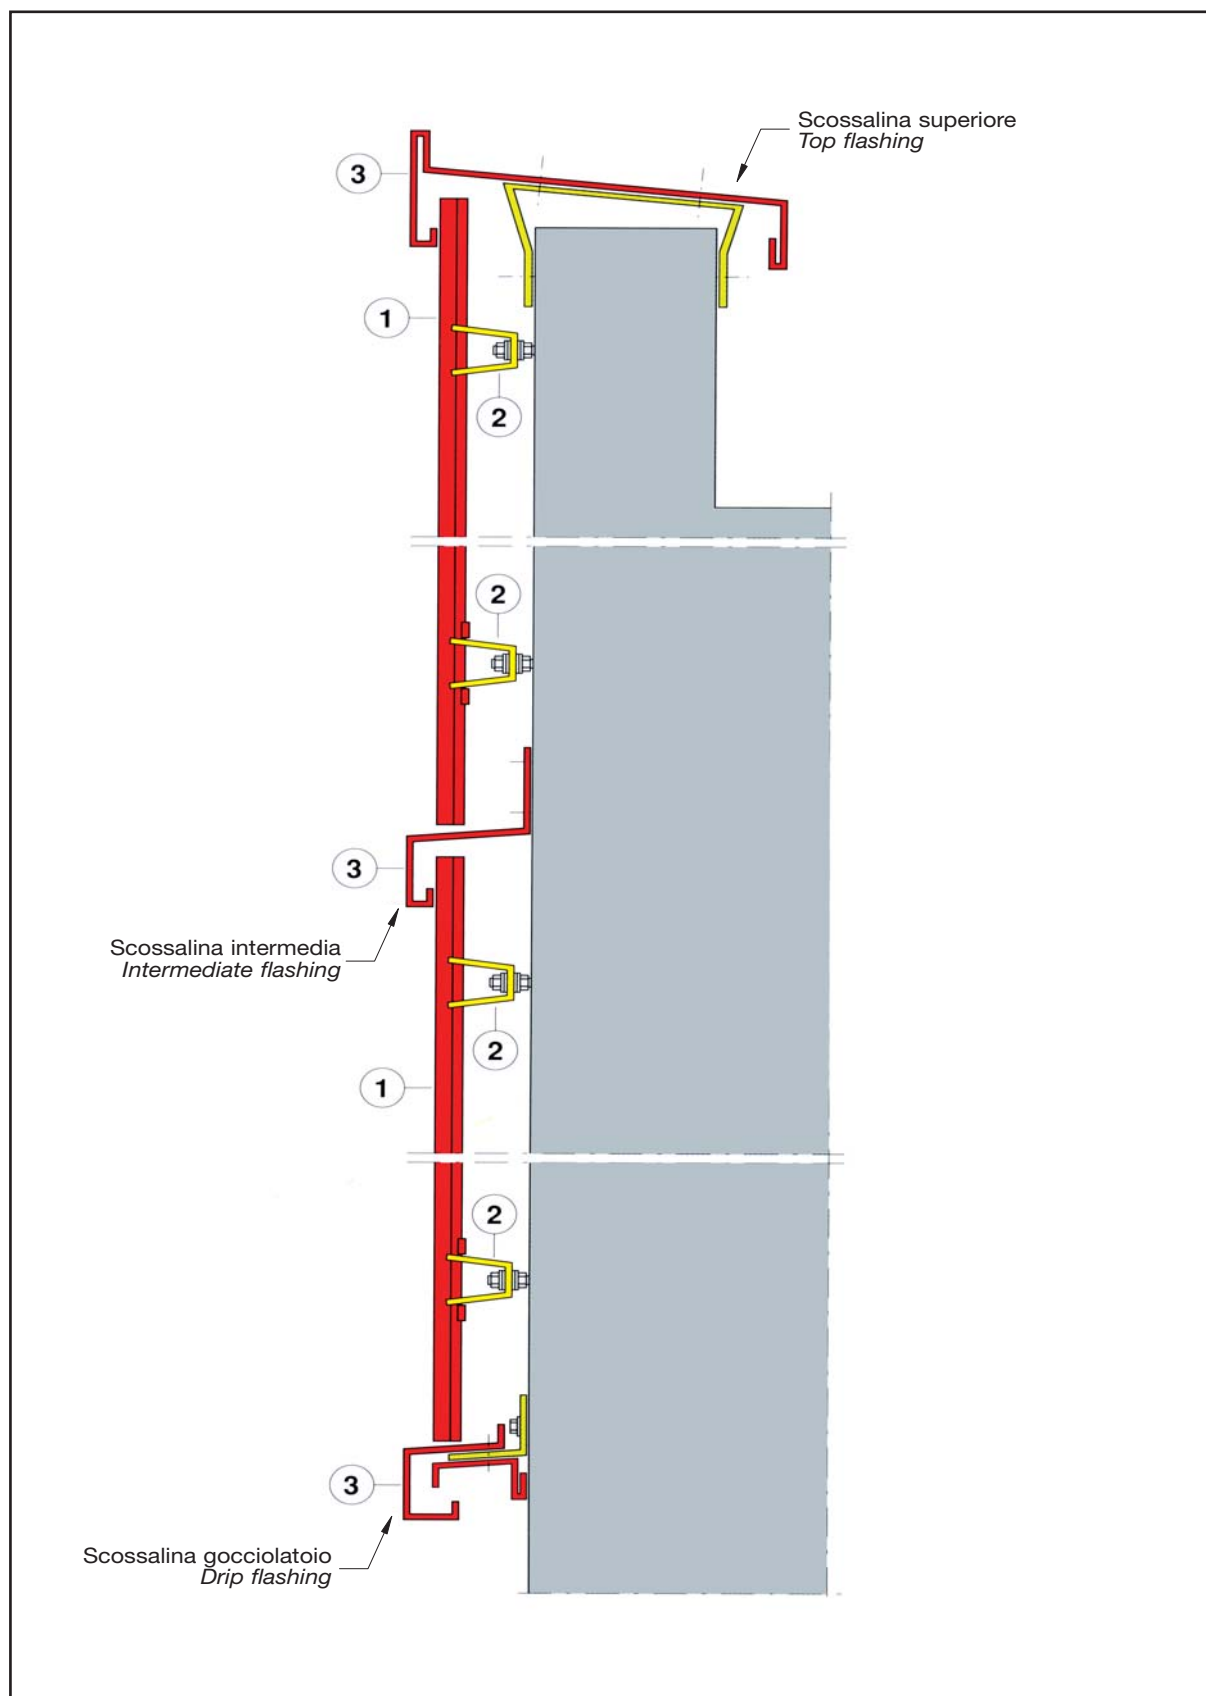 Scossalina superiore
Top flashing
3
1
2
2
3
Scossalina intermedia
Intermediate flashing
2
1
2
3
Scossalina gocciolatoio
Drip flashing